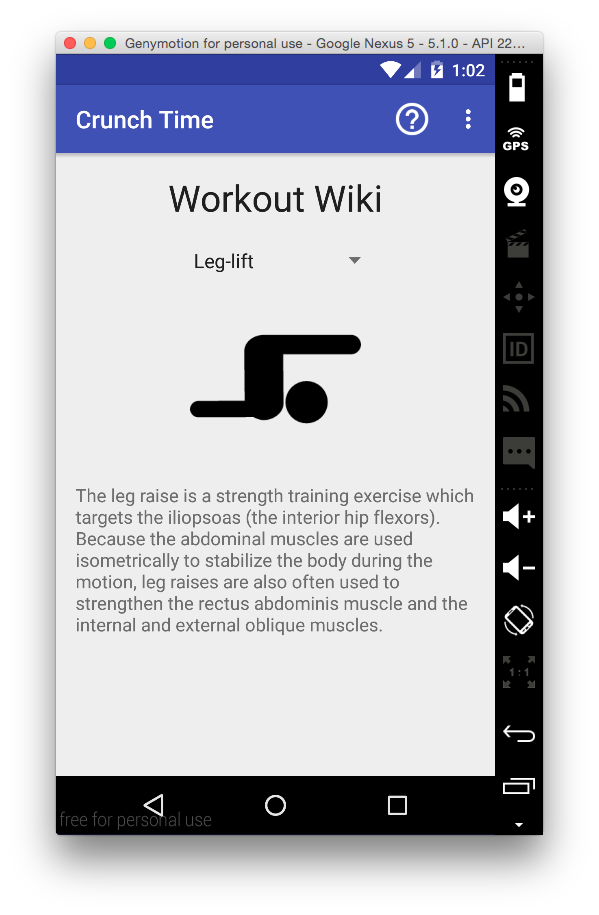 Genymotion for personal use - Google Nexus 5 - 5.1.0 - API 22...
1:02
Crunch Time
?
GPS
Workout Wiki
Leg-lift
ID
The leg raise is a strength training exercise which
targets the iliopsoas (the interior hip flexors).
Because the abdominal muscles are used
isometrically to stabilize the body during the
motion, leg raises are also often used to
strengthen the rectus abdominis muscle and the
internal and external oblique muscles.
1:1
free for personal use